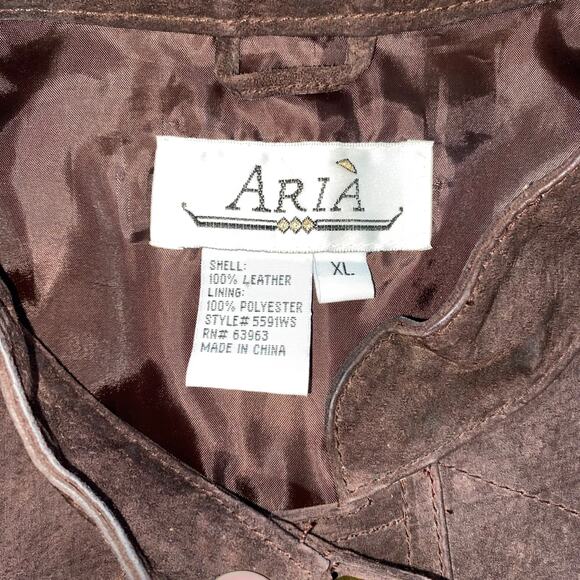 ARIÀ
XL
SHELL:
100% LEATHER
LINING:
100% POLYESTER
STYLE# 5591WS
RN# 63963
MADE IN CHINA